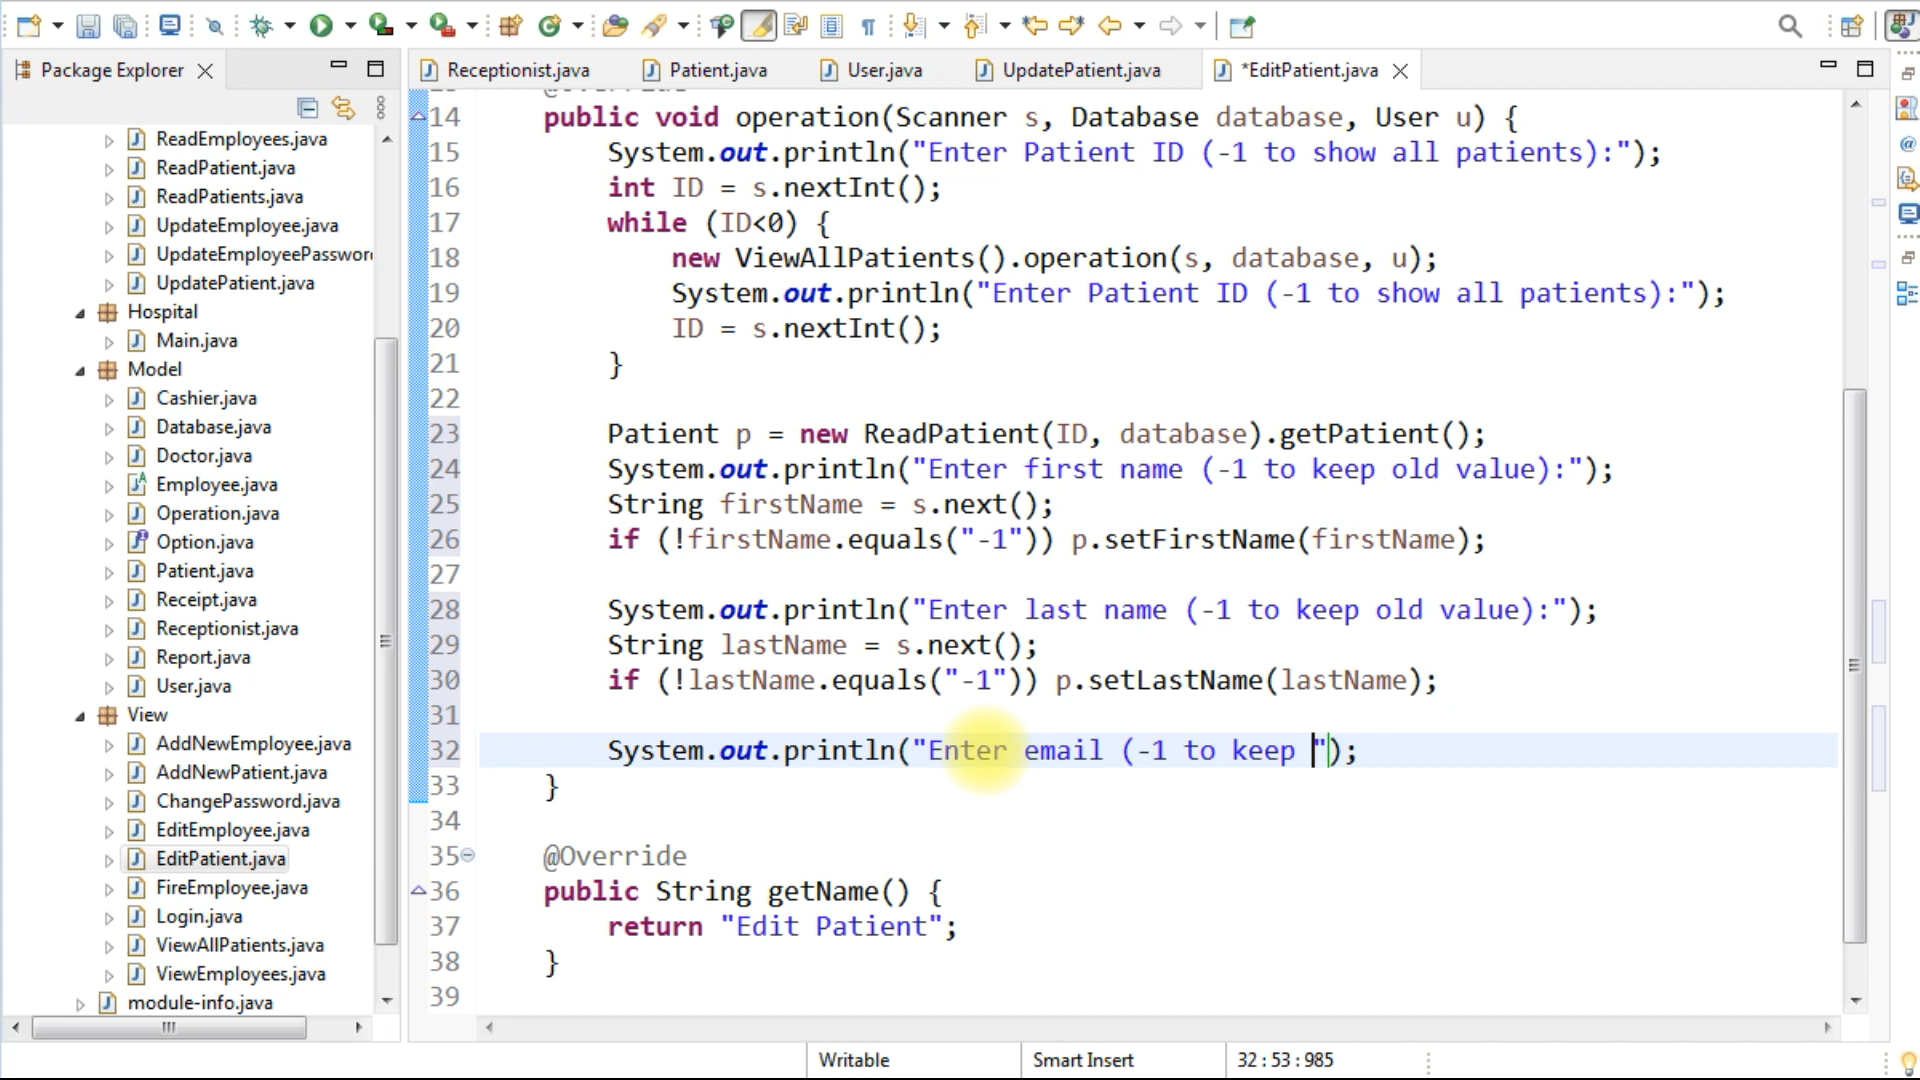 Package Explorer
ReadEmployees.java
ReadPatient.java
ReadPatients.java
UpdateEmployee.java
UpdateEmployeePassword
UpdatePatient.java
Hospital
Main.java
Model
Cashier.java
Database.java
Doctor.java
Employee.java
Operation.java
Option.java
Patient.java
Receipt.java
Receptionist.java
Report.java
User.java
View
AddNewEmployee.java
AddNewPatient.java
ChangePassword.java
EditEmployee.java
EditPatient.java
FireEmployee.java
Login.java
ViewAllPatients.java
ViewEmployees.java
module-info.java
Receptionist.java Patient.java User.java UpdatePatient.java *EditPatient.java
14 public void operation(Scanner s, Database database, User u) {
15 System.out.println("Enter Patient ID (-1 to show all patients):");
16 int ID = s.nextInt();
17 while (ID<0) {
18 new ViewAllPatients().operation(s, database, u);
19 System.out.println("Enter Patient ID (-1 to show all patients):");
20 ID = s.nextInt();
21 }
22
23 Patient p = new ReadPatient(ID, database).getPatient();
24 System.out.println("Enter first name (-1 to keep old value):");
25 String firstName = s.next();
26 if (!firstName.equals("-1")) p.setFirstName(firstName);
27
28 System.out.println("Enter last name (-1 to keep old value):");
29 String lastName = s.next();
30 if (!lastName.equals("-1")) p.setLastName(lastName);
31
32 System.out.println("Enter email (-1 to keep ");
33 }
34
35 @Override
36 public String getName() {
37 return "Edit Patient";
38 }
39
Writable Smart Insert 32:53:985